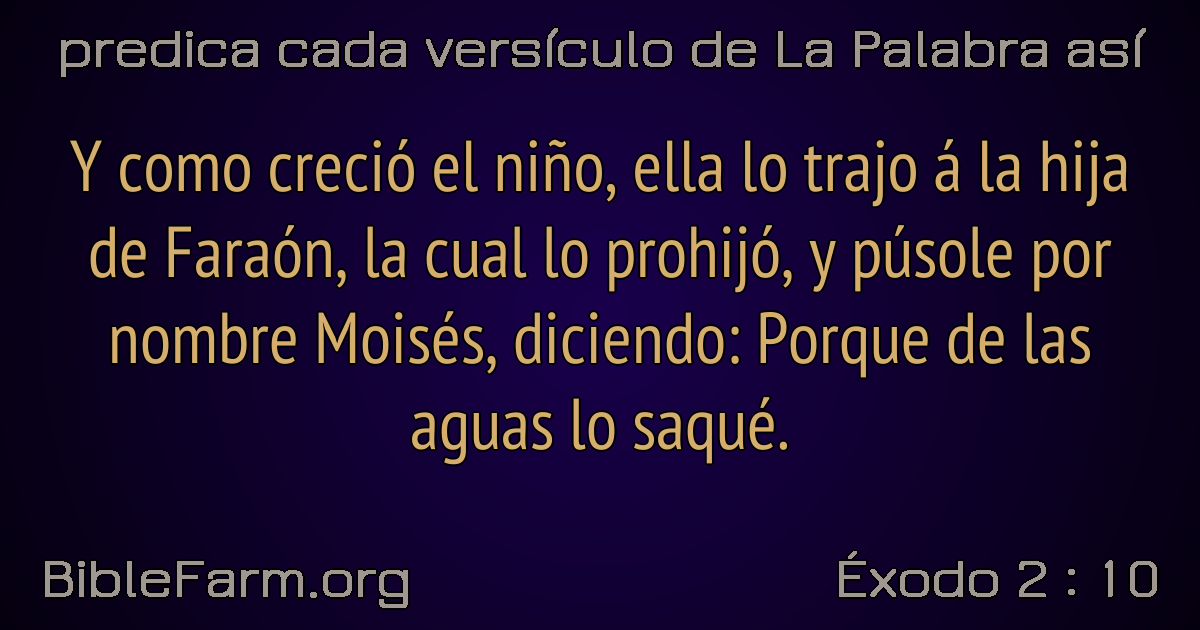 predica cada versículo de La Palabra así
Y como creció el niño, ella lo trajo á la hija
de Faraón, la cual lo prohijó, y púsole por
nombre Moisés, diciendo: Porque de las
aguas lo saqué.
BibleFarm.org
Éxodo 2 : 10